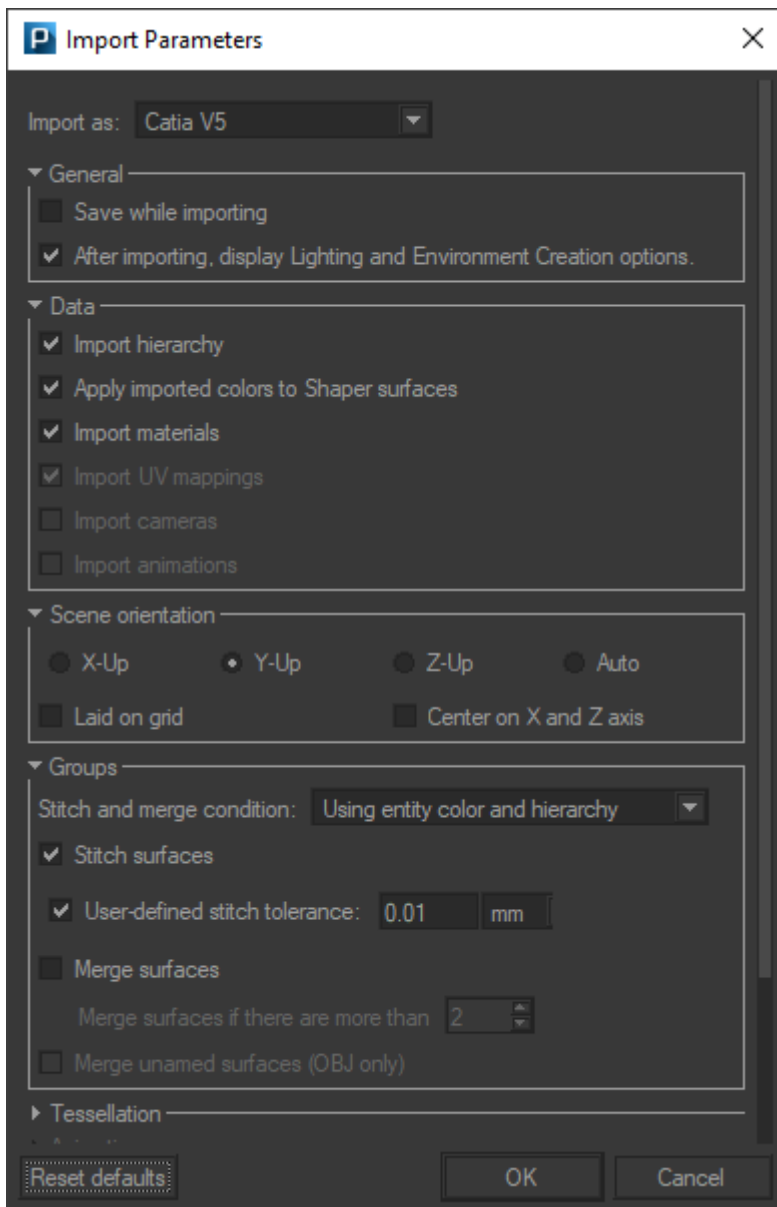 P Import Parameters
Import as: Catia V5
General
Save while importing
After importing, display Lighting and Environment Creation options.
Data
Import hierarchy
Apply imported colors to Shaper surfaces
Import materials
Import UV mappings
Import cameras
Import animations
Scene orientation
X-Up Y-Up Z-Up Auto
Laid on grid Center on X and Z axis
Groups
Stitch and merge condition: Using entity color and hierarchy
Stitch surfaces
User-defined stitch tolerance: 0.01 mm
Merge surfaces
Merge surfaces if there are more than 2
Merge unamed surfaces (OBJ only)
Tessellation
Reset defaults OK Cancel